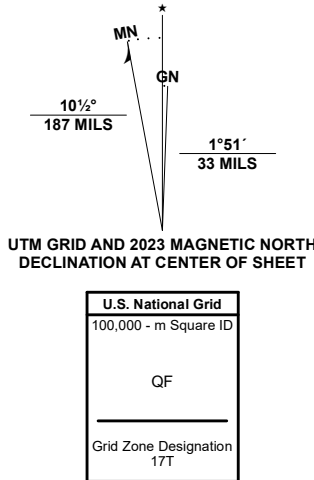 ★
MN
GN
10½°
187 MILS
1°51´
33 MILS
UTM GRID AND 2023 MAGNETIC NORTH
DECLINATION AT CENTER OF SHEET
U.S. National Grid
100,000 - m Square ID
QF
Grid Zone Designation
17T